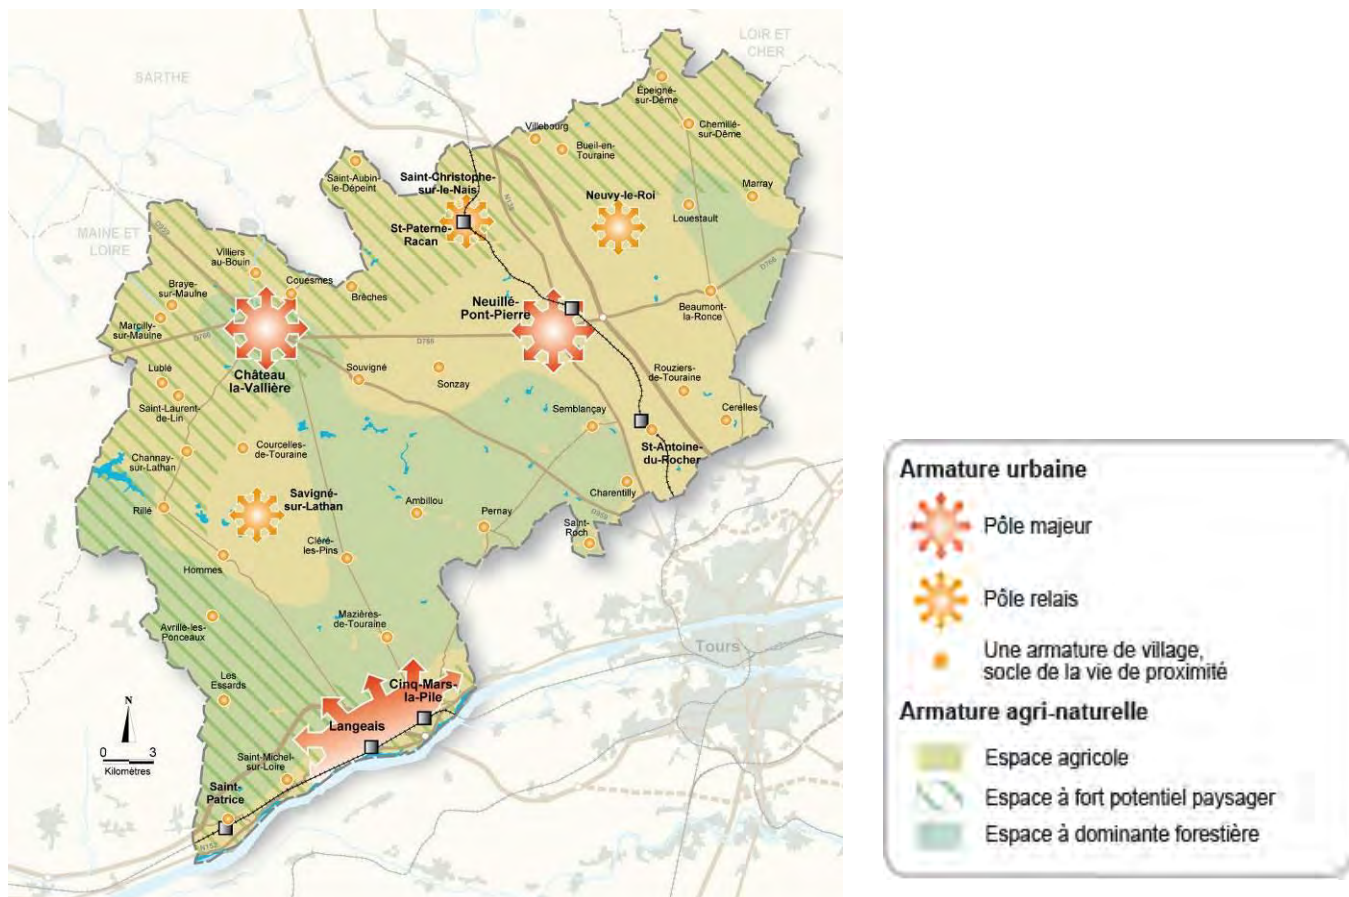 LOIR ET
CHER
SARTHE
Épeigné-
sur-Dême
Chemillé-
sur-Dême
Villebourg
Bueil-en-
Touraine
Saint-Aubin-
le-Dépeint
Saint-Christophe-
sur-le-Nais
Neuvy-le-Roi
Marray
Louestault
N138
St-Paterne-
Racan
MAINE ET
LOIRE
D959
Villiers
au-Bouin
Couesmes
Brèches
Braye-
sur-Maulne
Marcilly-
sur-Maulne
D766
Neuillé-
Pont-Pierre
Beaumont-
la-Ronce
D766
D766
Château
la-Vallière
Lublé
Souvigné
Sonzay
Rouziers-
de-Touraine
Saint-Laurent-
de-Lin
Semblançay
Cerelles
Courcelles-
de-Touraine
St-Antoine-
du-Rocher
Channay-
sur-Lathan
Savigné-
sur-Lathan
Charentilly
Rillé
Ambillou
Pernay
D959
Saint-
Roch
Cléré-
les-Pins
Hommes
Mazières-
de-Touraine
Avrillé-les-
Ponceaux
Tours
Les
Essards
Cinq-Mars-
la-Pile
Langeais
N
0 3
Kilomètres
Saint-Michel-
sur-Loire
Saint-
Patrice
N152
Armature urbaine
Pôle majeur
Pôle relais
Une armature de village,
socle de la vie de proximité
Armature agri-naturelle
Espace agricole
Espace à fort potentiel paysager
Espace à dominante forestière